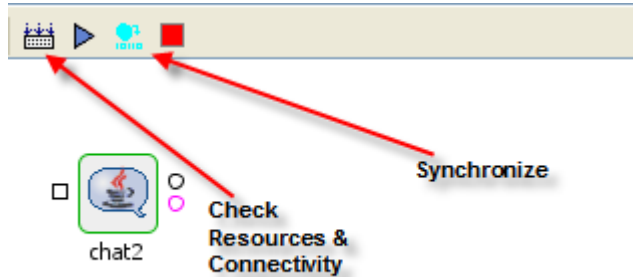 Synchronize
Check
Resources &
Connectivity
chat2